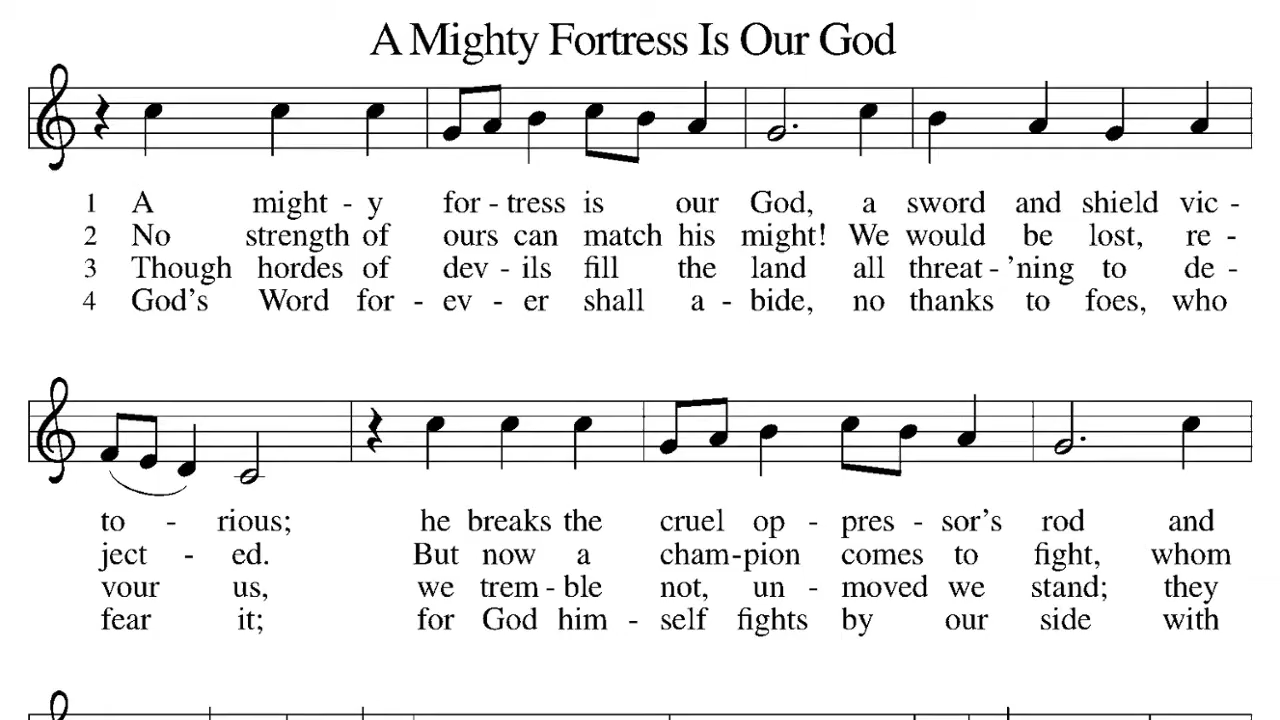 A Mighty Fortress Is Our God
1 A might - y for - tress is our God, a sword and shield vic -
2 No strength of ours can match his might! We would be lost, re -
3 Though hordes of dev - ils fill the land all threat - 'ning to de -
4 God's Word for - ev - er shall a - bide, no thanks to foes, who
to - rious; he breaks the cruel op - pres - sor's rod and
ject - ed. But now a cham-pion comes to fight, whom
vour us, we trem - ble not, un - moved we stand; they
fear it; for God him - self fights by our side with